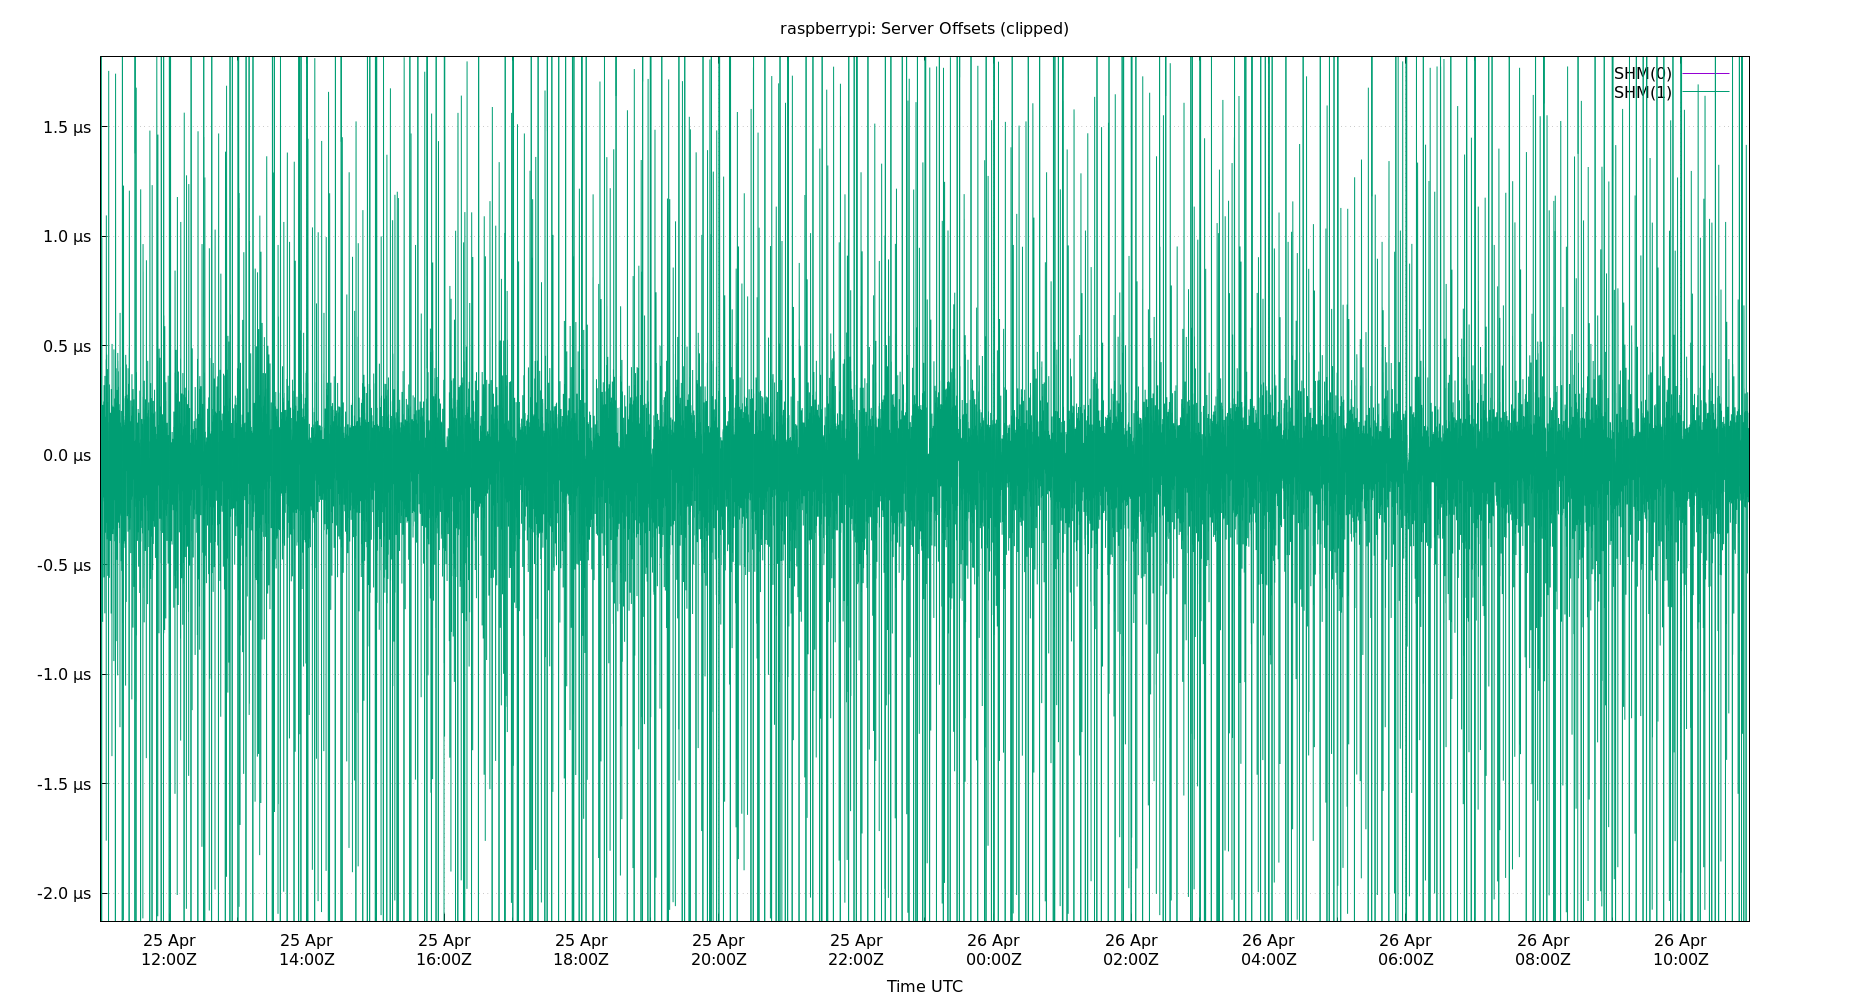 raspberrypi: Server Offsets (clipped)
SHM(0)
SHM(1)
1.5 µs
1.0 µs
0.5 µs
0.0 µs
-0.5 µs
-1.0 µs
-1.5 µs
-2.0 µs
25 Apr 25 Apr 25 Apr 25 Apr 25 Apr 25 Apr 26 Apr 26 Apr 26 Apr 26 Apr 26 Apr 26 Apr
12:00Z 14:00Z 16:00Z 18:00Z 20:00Z 22:00Z 00:00Z 02:00Z 04:00Z 06:00Z 08:00Z 10:00Z
Time UTC